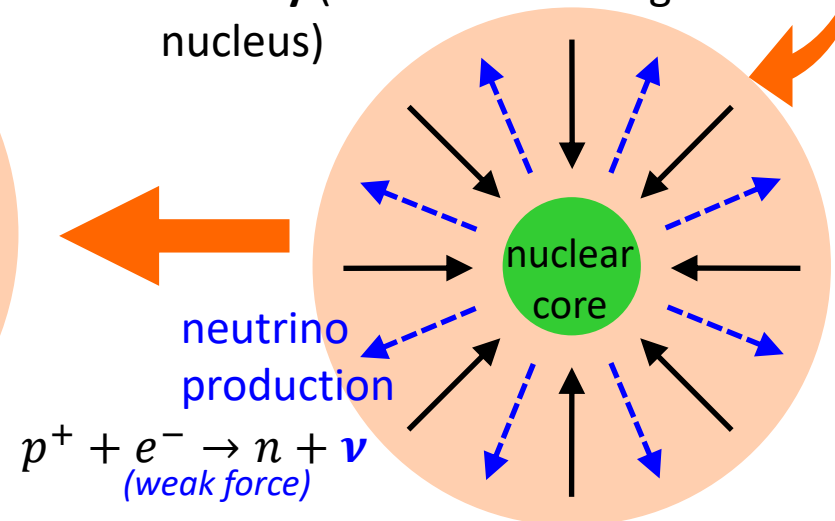 nucleus)
nuclear
core
neutrino
production
p⁺ + e⁻ → n + ν
(weak force)